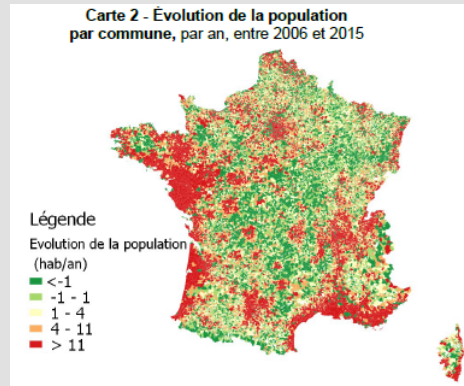 Carte 2 - Évolution de la population
par commune, par an, entre 2006 et 2015
Légende
Evolution de la population
(hab/an)
<-1
-1 - 1
1 - 4
4 - 11
> 11